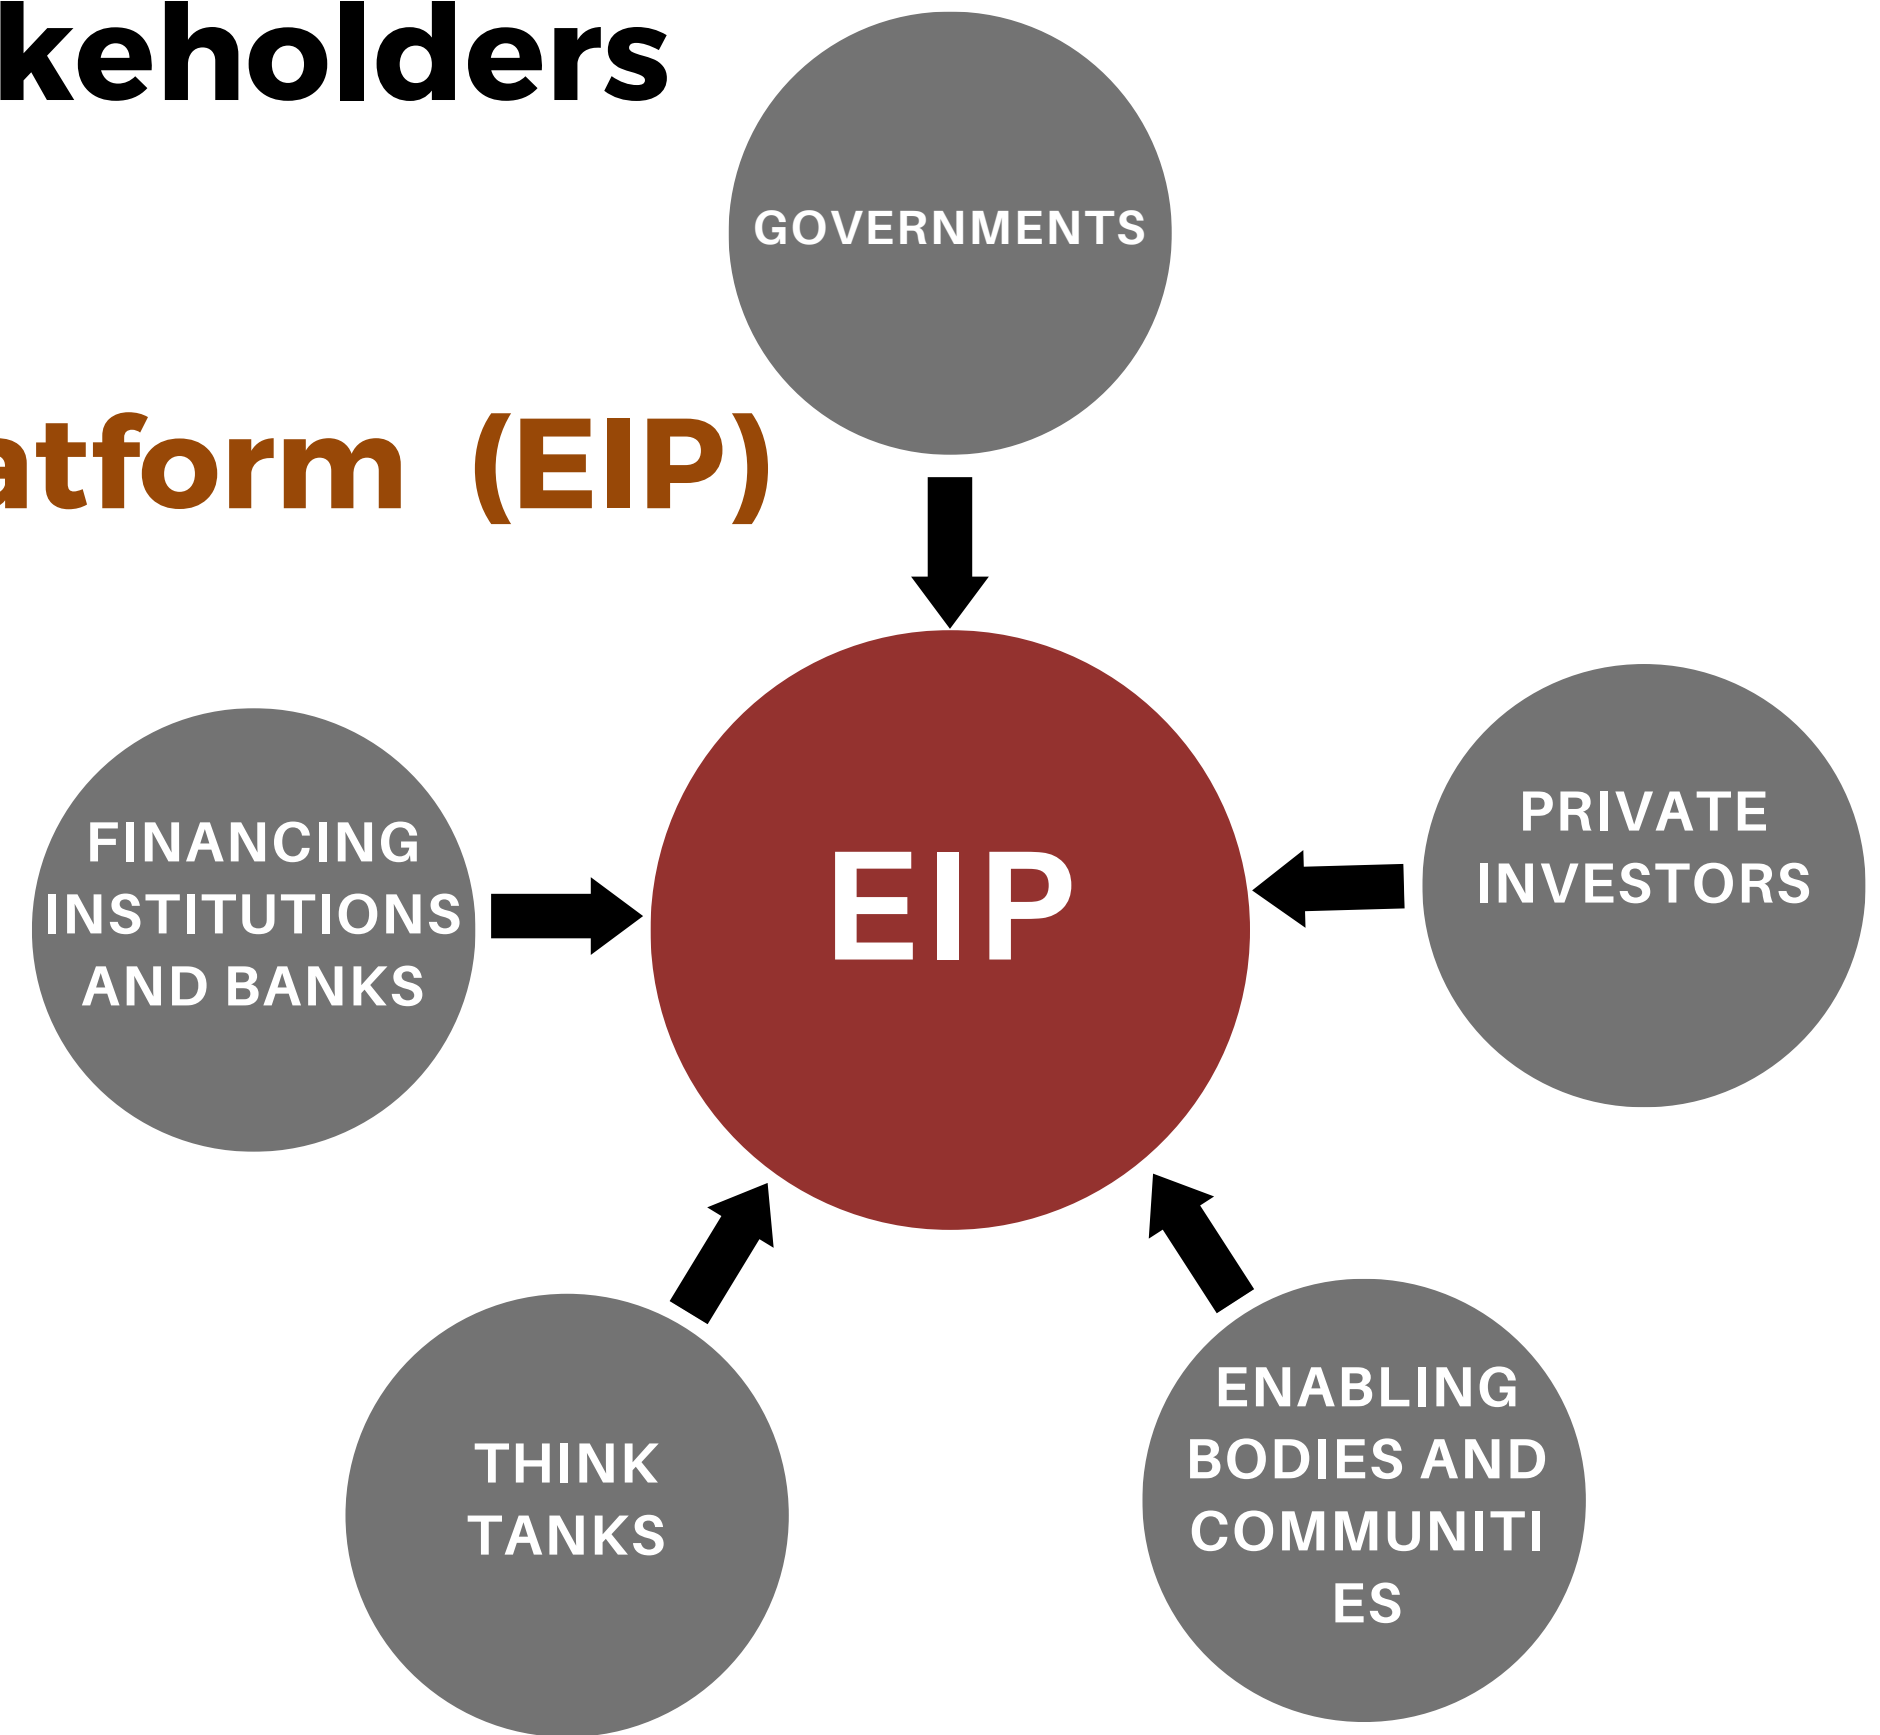 keholders
GOVERNMENTS
atform (EIP)
FINANCING
INSTITUTIONS
AND BANKS
EIP
PRIVATE
INVESTORS
THINK
TANKS
ENABLING
BODIES AND
COMMUNITI
ES